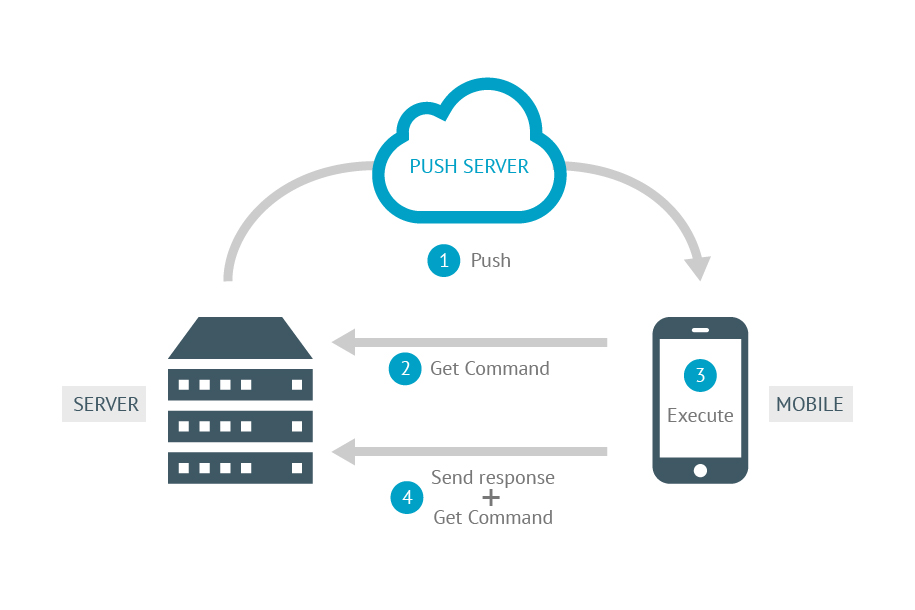 PUSH SERVER
1 Push
2 Get Command
3
Execute
SERVER
MOBILE
Send response
4 +
Get Command